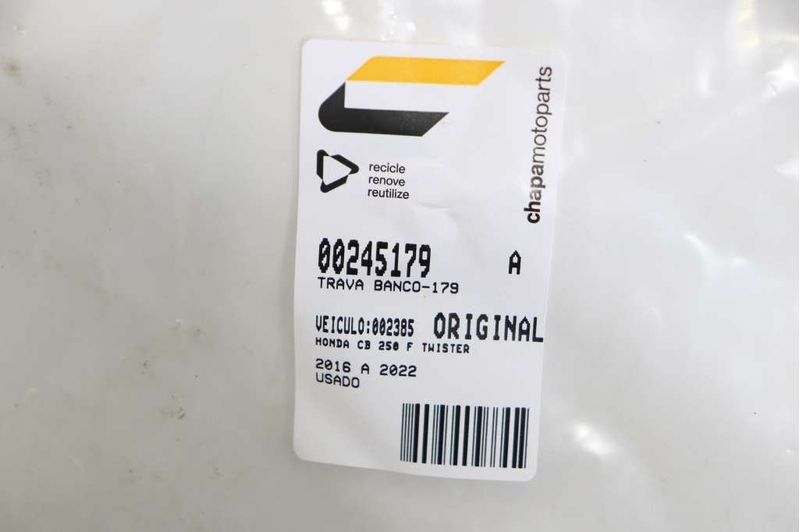 chapamotoparts
recicle
renove
reutilize
00245179 A
TRAVA BANCO-179
VEICULO:002385 ORIGINAL
HONDA CB 250 F TWISTER
2016 A 2022
USADO